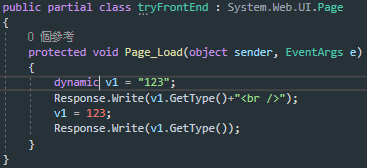 public partial class tryFrontEnd : System.Web.UI.Page
{
0 個參考
protected void Page_Load(object sender, EventArgs e)
{
dynamic v1 = "123";
Response.Write(v1.GetType()+"<br />");
v1 = 123;
Response.Write(v1.GetType());
}
}